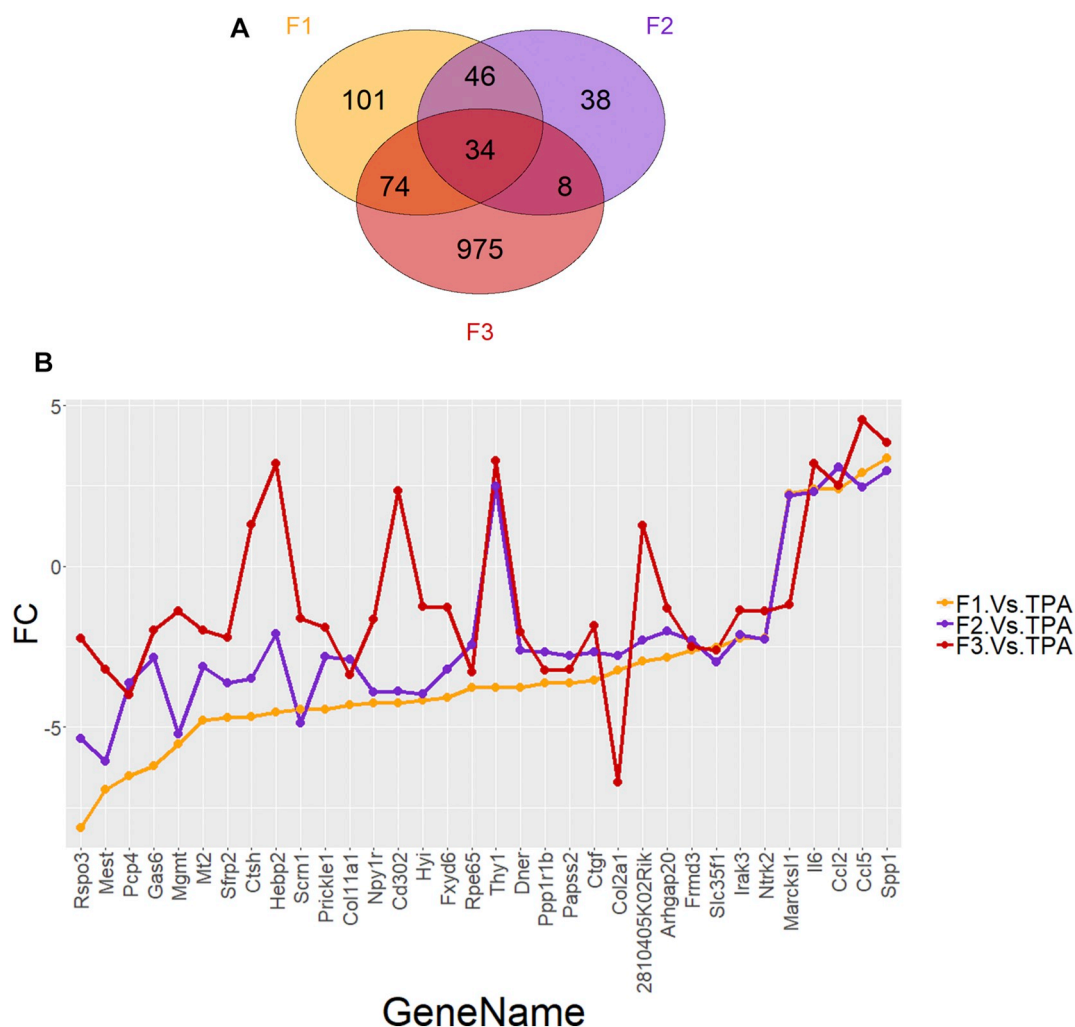 A
F1
F2
46
101
38
34
74
8
975
F3
B
5
0
-5
FC
F1.Vs.TPA
F2.Vs.TPA
F3.Vs.TPA
Rspo3
Mest
Pcp4
Gas6
Mgmt
Mt2
Sfrp2
Ctsh
Hebp2
Scrn1
Prickle1
Col11a1
Npy1r
Cd302
Hyi
Fxyd6
Rpe65
Thy1
Dner
Ppp1r1b
Papss2
Ctgf
Col2a1
2810405K02Rik
Arhgap20
Frmd3
Slc35f1
Irak3
Ntrk2
Marcksl1
Il6
Ccl2
Ccl5
Spp1
GeneName